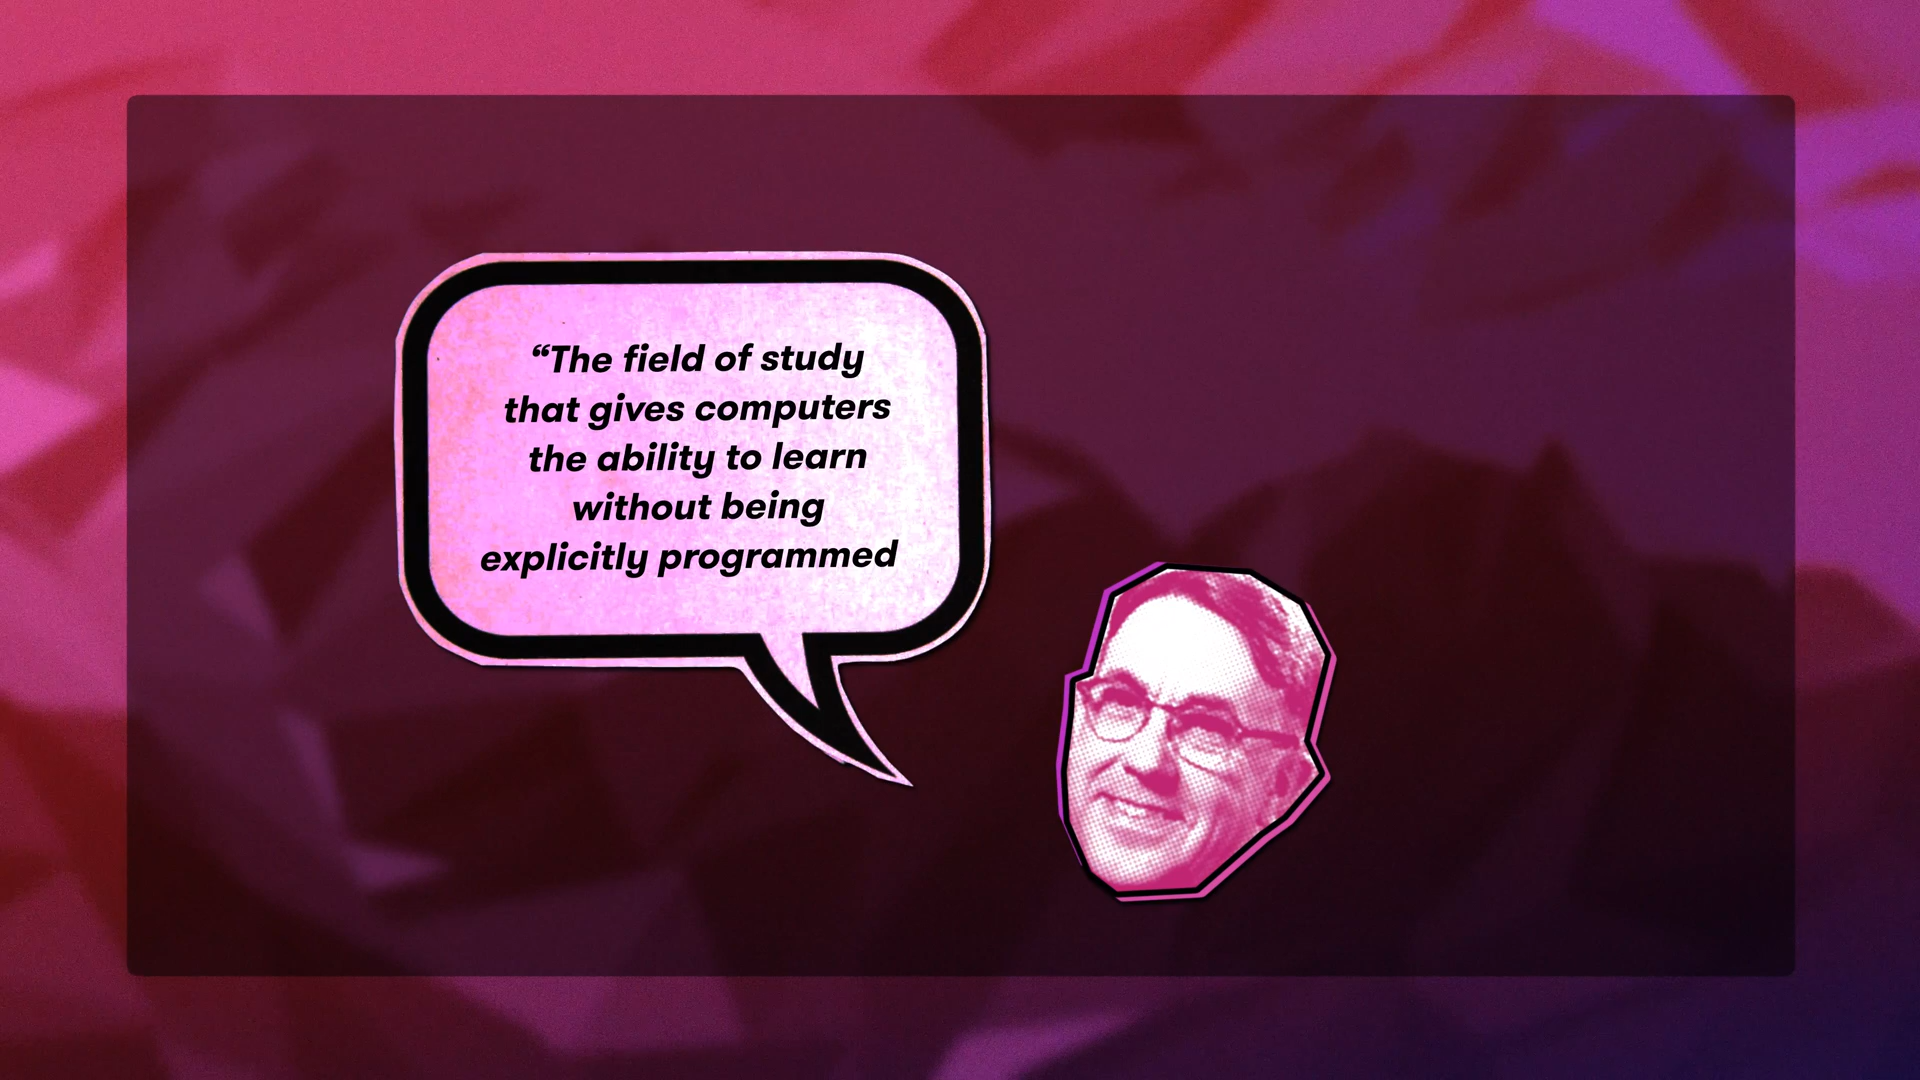 “The field of study
that gives computers
the ability to learn
without being
explicitly programmed